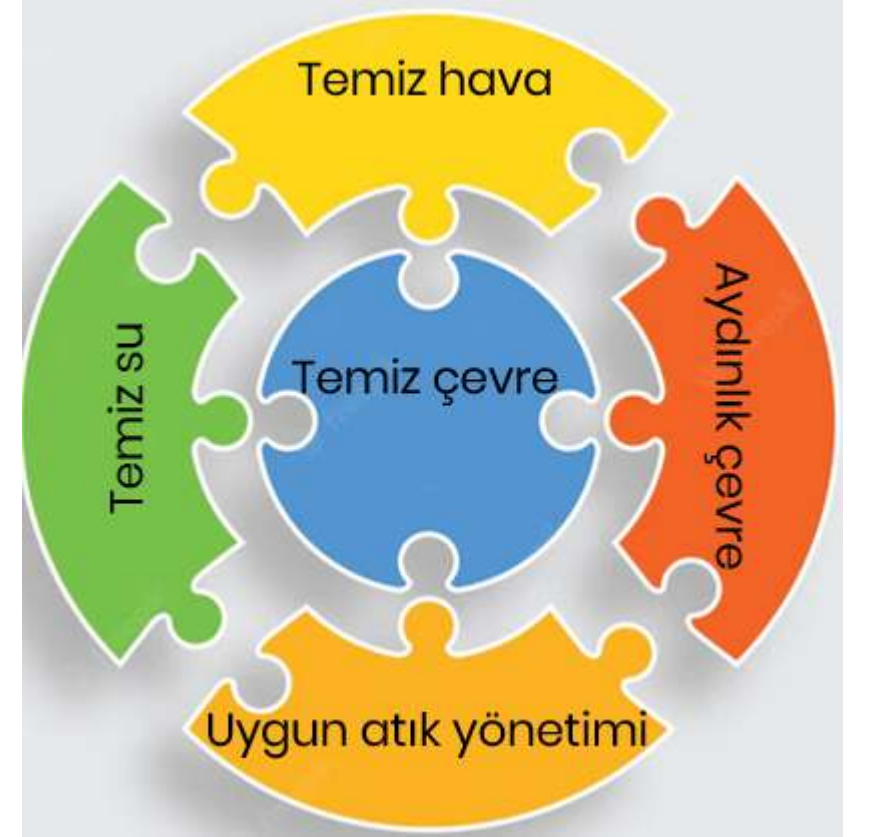 Temiz hava
Temiz su
Temiz çevre
Aydınlık çevre
Uygun atık yönetimi